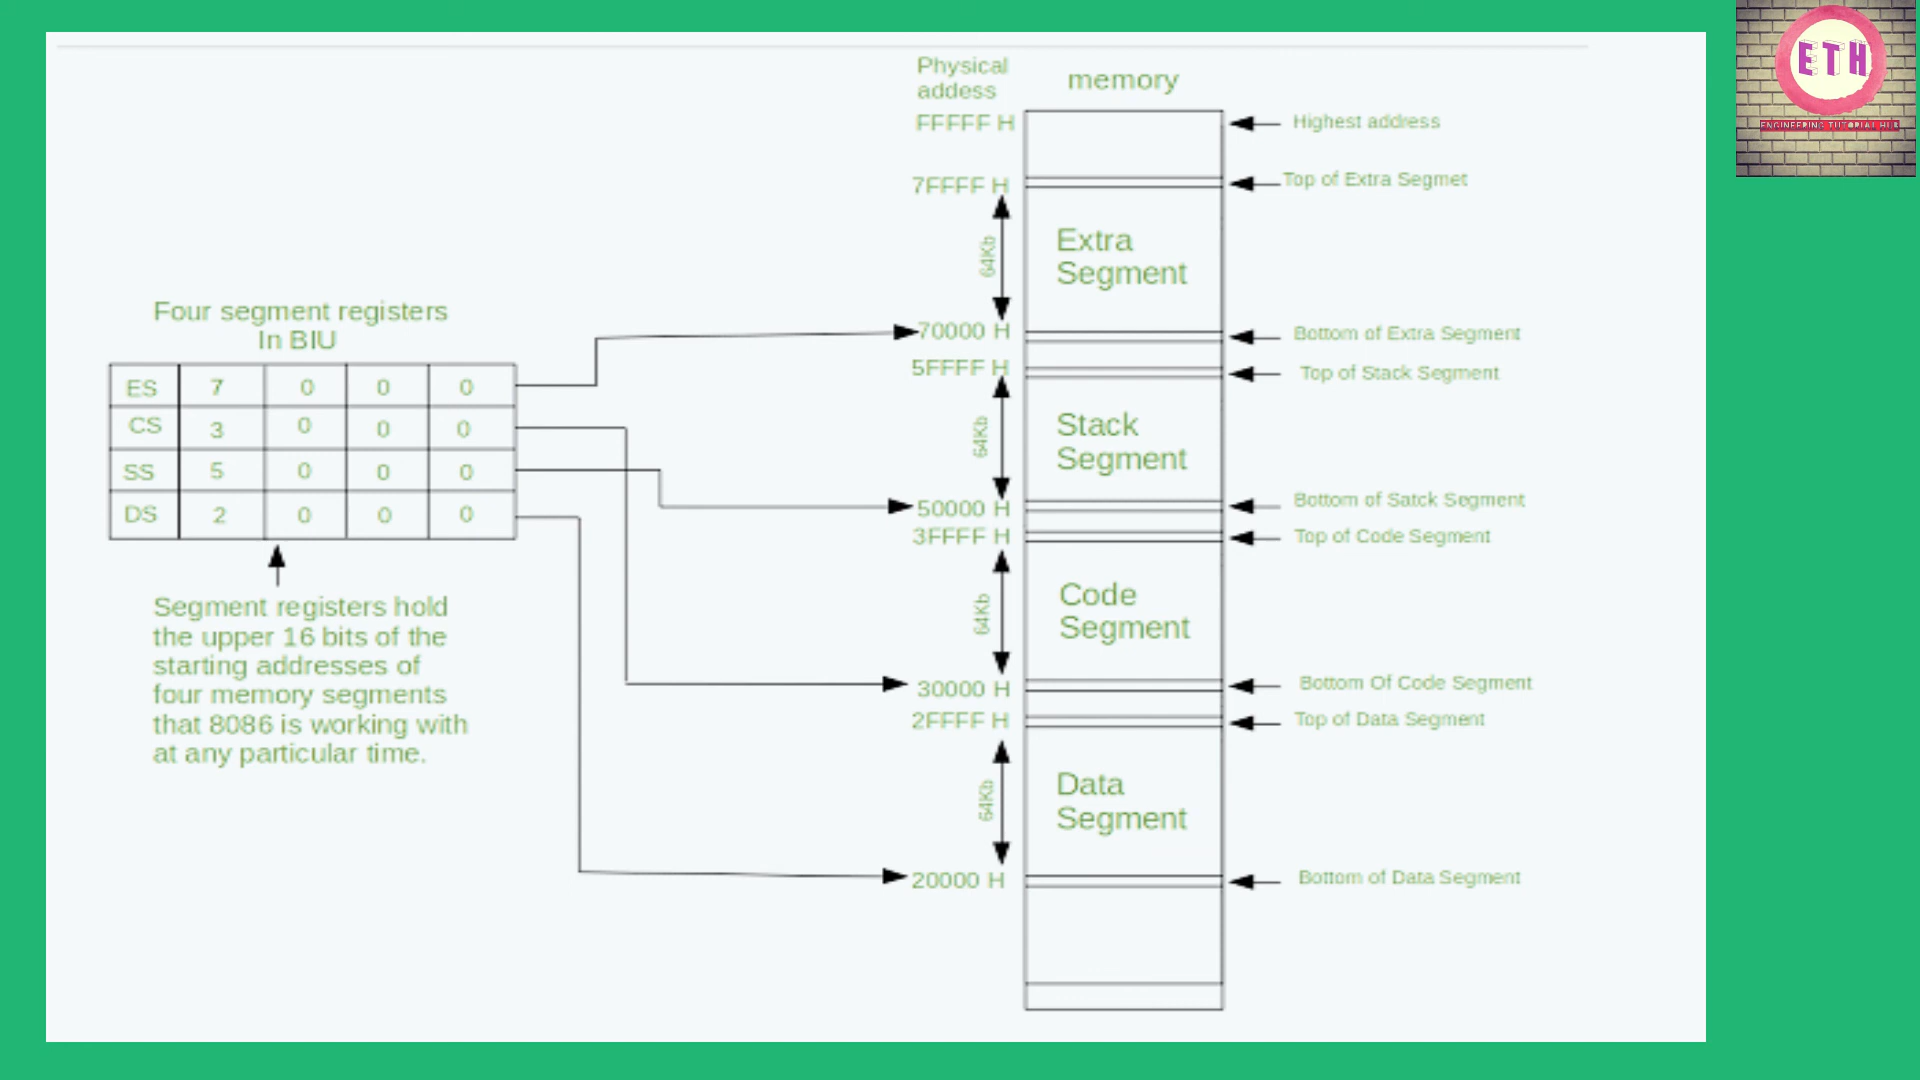 Physical
addess
memory
FFFFF H
Highest address
7FFFF H
Top of Extra Segmet
64Kb
Extra
Segment
70000 H
Bottom of Extra Segment
5FFFF H
Top of Stack Segment
64Kb
Stack
Segment
50000 H
Bottom of Satck Segment
3FFFF H
Top of Code Segment
64Kb
Code
Segment
30000 H
Bottom Of Code Segment
2FFFF H
Top of Data Segment
64Kb
Data
Segment
20000 H
Bottom of Data Segment
Four segment registers
In BIU
ES 7 0 0 0
CS 3 0 0 0
SS 5 0 0 0
DS 2 0 0 0
Segment registers hold
the upper 16 bits of the
starting addresses of
four memory segments
that 8086 is working with
at any particular time.
ETH
ENGINEERING TUTORIAL HUB